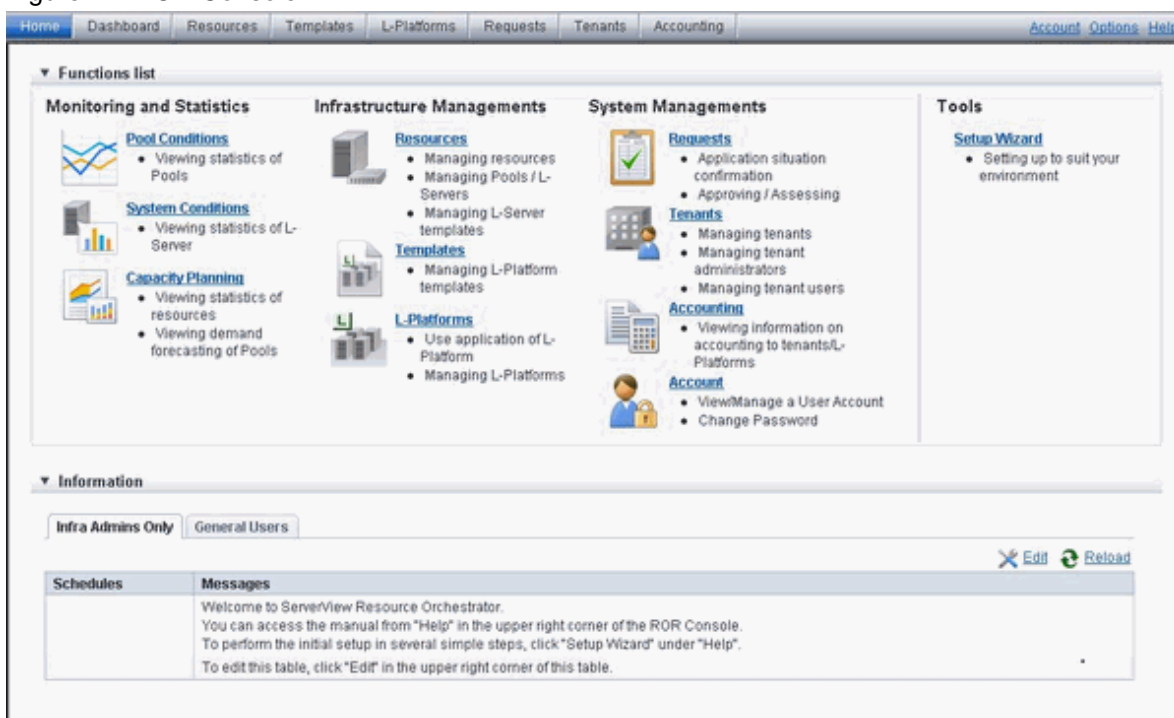 Home Dashboard Resources Templates L-Platforms Requests Tenants Accounting Account Options Help
Functions list
Monitoring and Statistics
Pool Conditions
• Viewing statistics of
Pools
System Conditions
• Viewing statistics of L-
Server
Capacity Planning
• Viewing statistics of
resources
• Viewing demand
forecasting of Pools
Infrastructure Managements
Resources
• Managing resources
• Managing Pools / L-
Servers
• Managing L-Server
templates
Templates
• Managing L-Platform
templates
L-Platforms
• Use application of L-
Platform
• Managing L-Platforms
System Managements
Requests
• Application situation
confirmation
• Approving / Assessing
Tenants
• Managing tenants
• Managing tenant
administrators
• Managing tenant users
Accounting
• Viewing information on
accounting to tenants/L-
Platforms
Account
• View/Manage a User Account
• Change Password
Tools
Setup Wizard
• Setting up to suit your
environment
Information
Infra Admins Only General Users
Edit Reload
Schedules Messages
Welcome to ServerView Resource Orchestrator.
You can access the manual from "Help" in the upper right corner of the ROR Console.
To perform the initial setup in several simple steps, click "Setup Wizard" under "Help".
To edit this table, click "Edit" in the upper right corner of this table.